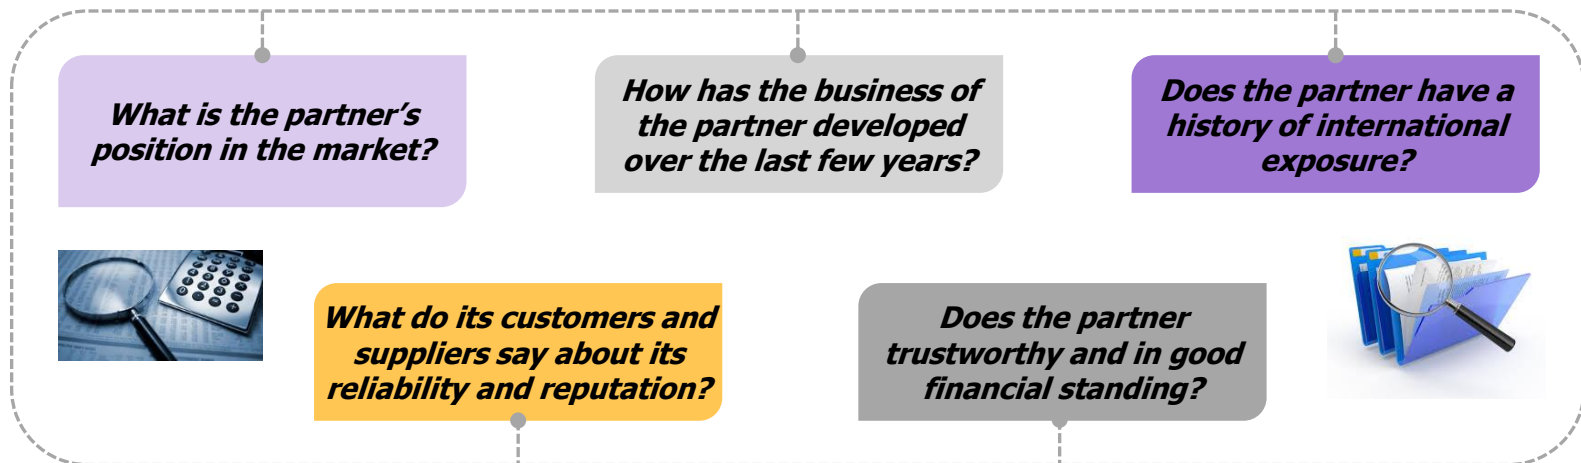 What is the partner’s
position in the market?
How has the business of
the partner developed
over the last few years?
Does the partner have a
history of international
exposure?
What do its customers and
suppliers say about its
reliability and reputation?
Does the partner
trustworthy and in good
financial standing?